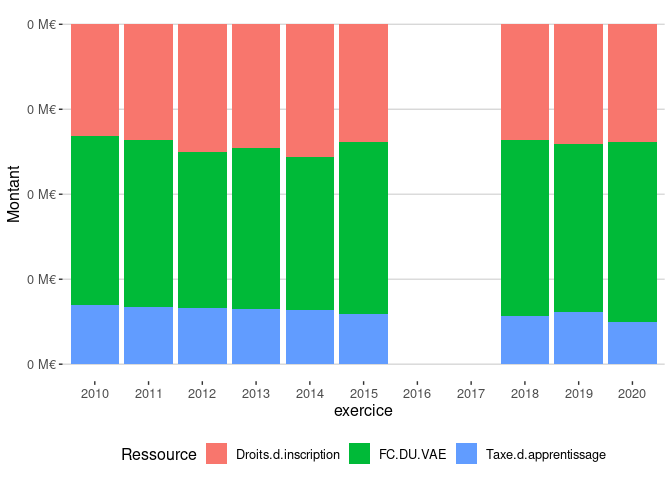 0 M€
0 M€
0 M€
0 M€
0 M€
Montant
2010 2011 2012 2013 2014 2015 2016 2017 2018 2019 2020
exercice
Ressource Droits.d.inscription FC.DU.VAE Taxe.d.apprentissage